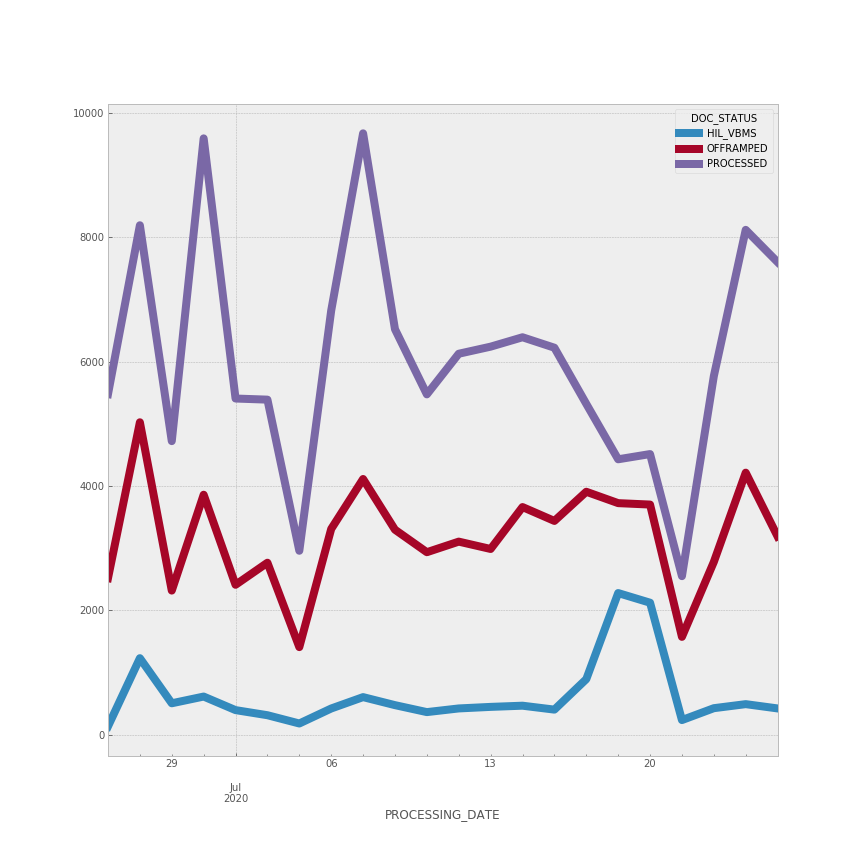 10000
8000
6000
4000
2000
0
DOC_STATUS
HIL_VBMS
OFFRAMPED
PROCESSED
29
06
13
20
Jul
2020
PROCESSING_DATE